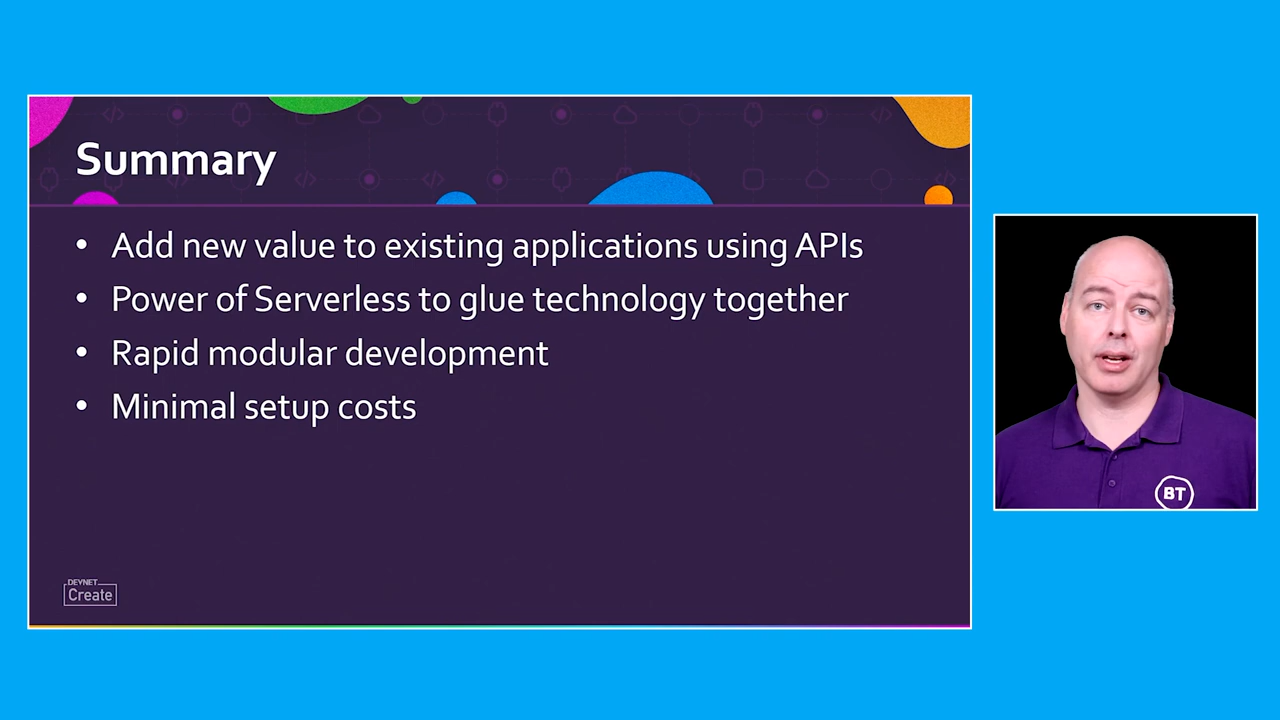 Summary
• Add new value to existing applications using APIs
• Power of Serverless to glue technology together
• Rapid modular development
• Minimal setup costs
DEVNET
Create
BT